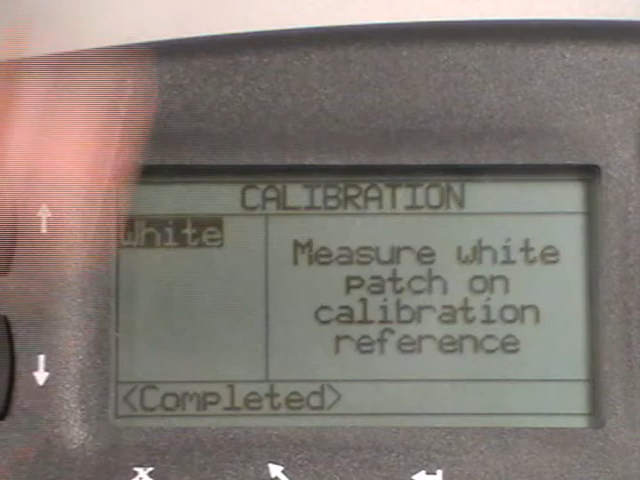 CALIBRATION
White
Measure white
patch on
calibration
reference
<Completed>